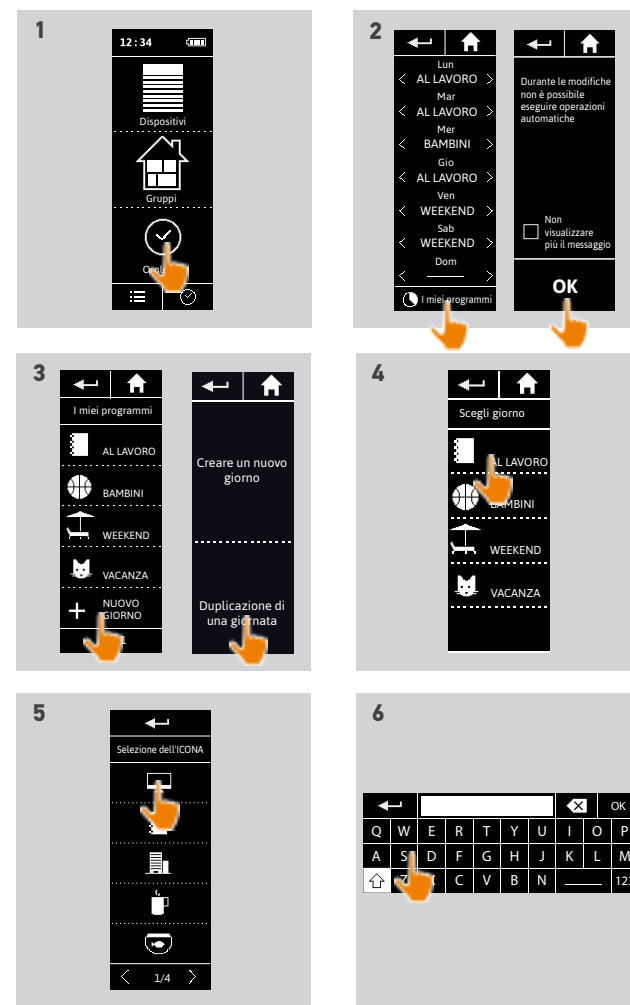 1
12:34
Dispositivi
Gruppi
2
Lun
< AL LAVORO >
Mar
< AL LAVORO >
Mer
< BAMBINI >
Gio
< AL LAVORO >
Ven
< WEEKEND >
Sab
< WEEKEND >
Dom
< ——— >
I miei programmi
Durante le modifiche
non è possibile
eseguire operazioni
automatiche
Non
visualizzare
più il messaggio
OK
3
I miei programmi
AL LAVORO
BAMBINI
WEEKEND
VACANZA
+ NUOVO
GIORNO
Creare un nuovo
giorno
Duplicazione di
una giornata
4
Scegli giorno
AL LAVORO
BAMBINI
WEEKEND
VACANZA
5
Selezione dell'ICONA
< 1/4 >
6
OK
Q W E R T Y U I O P
A S D F G H J K L M
Z C V B N 123